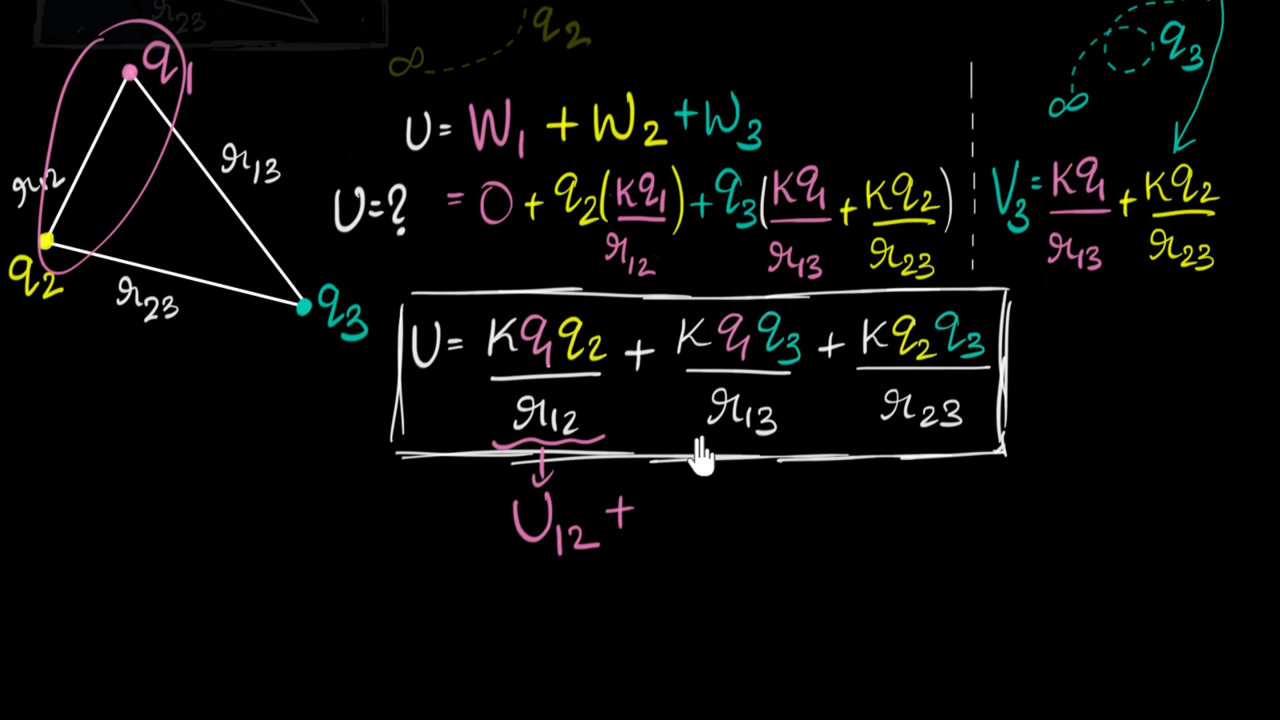 r23
q1
r12
r13
q2
r23
q3
∞ q2
U = W1 + W2 + W3
U=? = 0 + q2(Kq1/r12) + q3(Kq1/r13 + Kq2/r23)
U = Kq1q2/r12 + Kq1q3/r13 + Kq2q3/r23
U12 +
∞ q3
V3 = Kq1/r13 + Kq2/r23